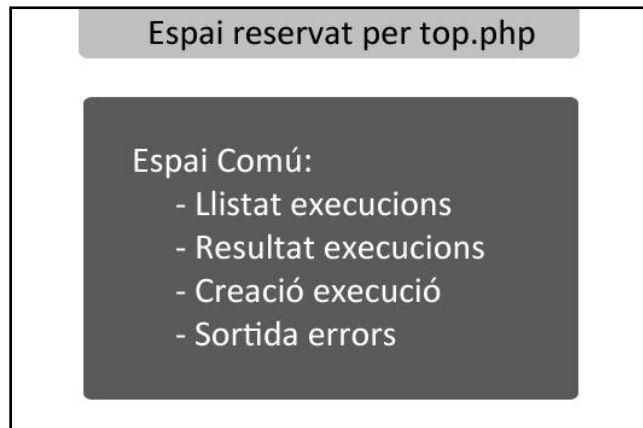 Espai reservat per top.php
Espai Comú:
- Llistat execucions
- Resultat execucions
- Creació execució
- Sortida errors